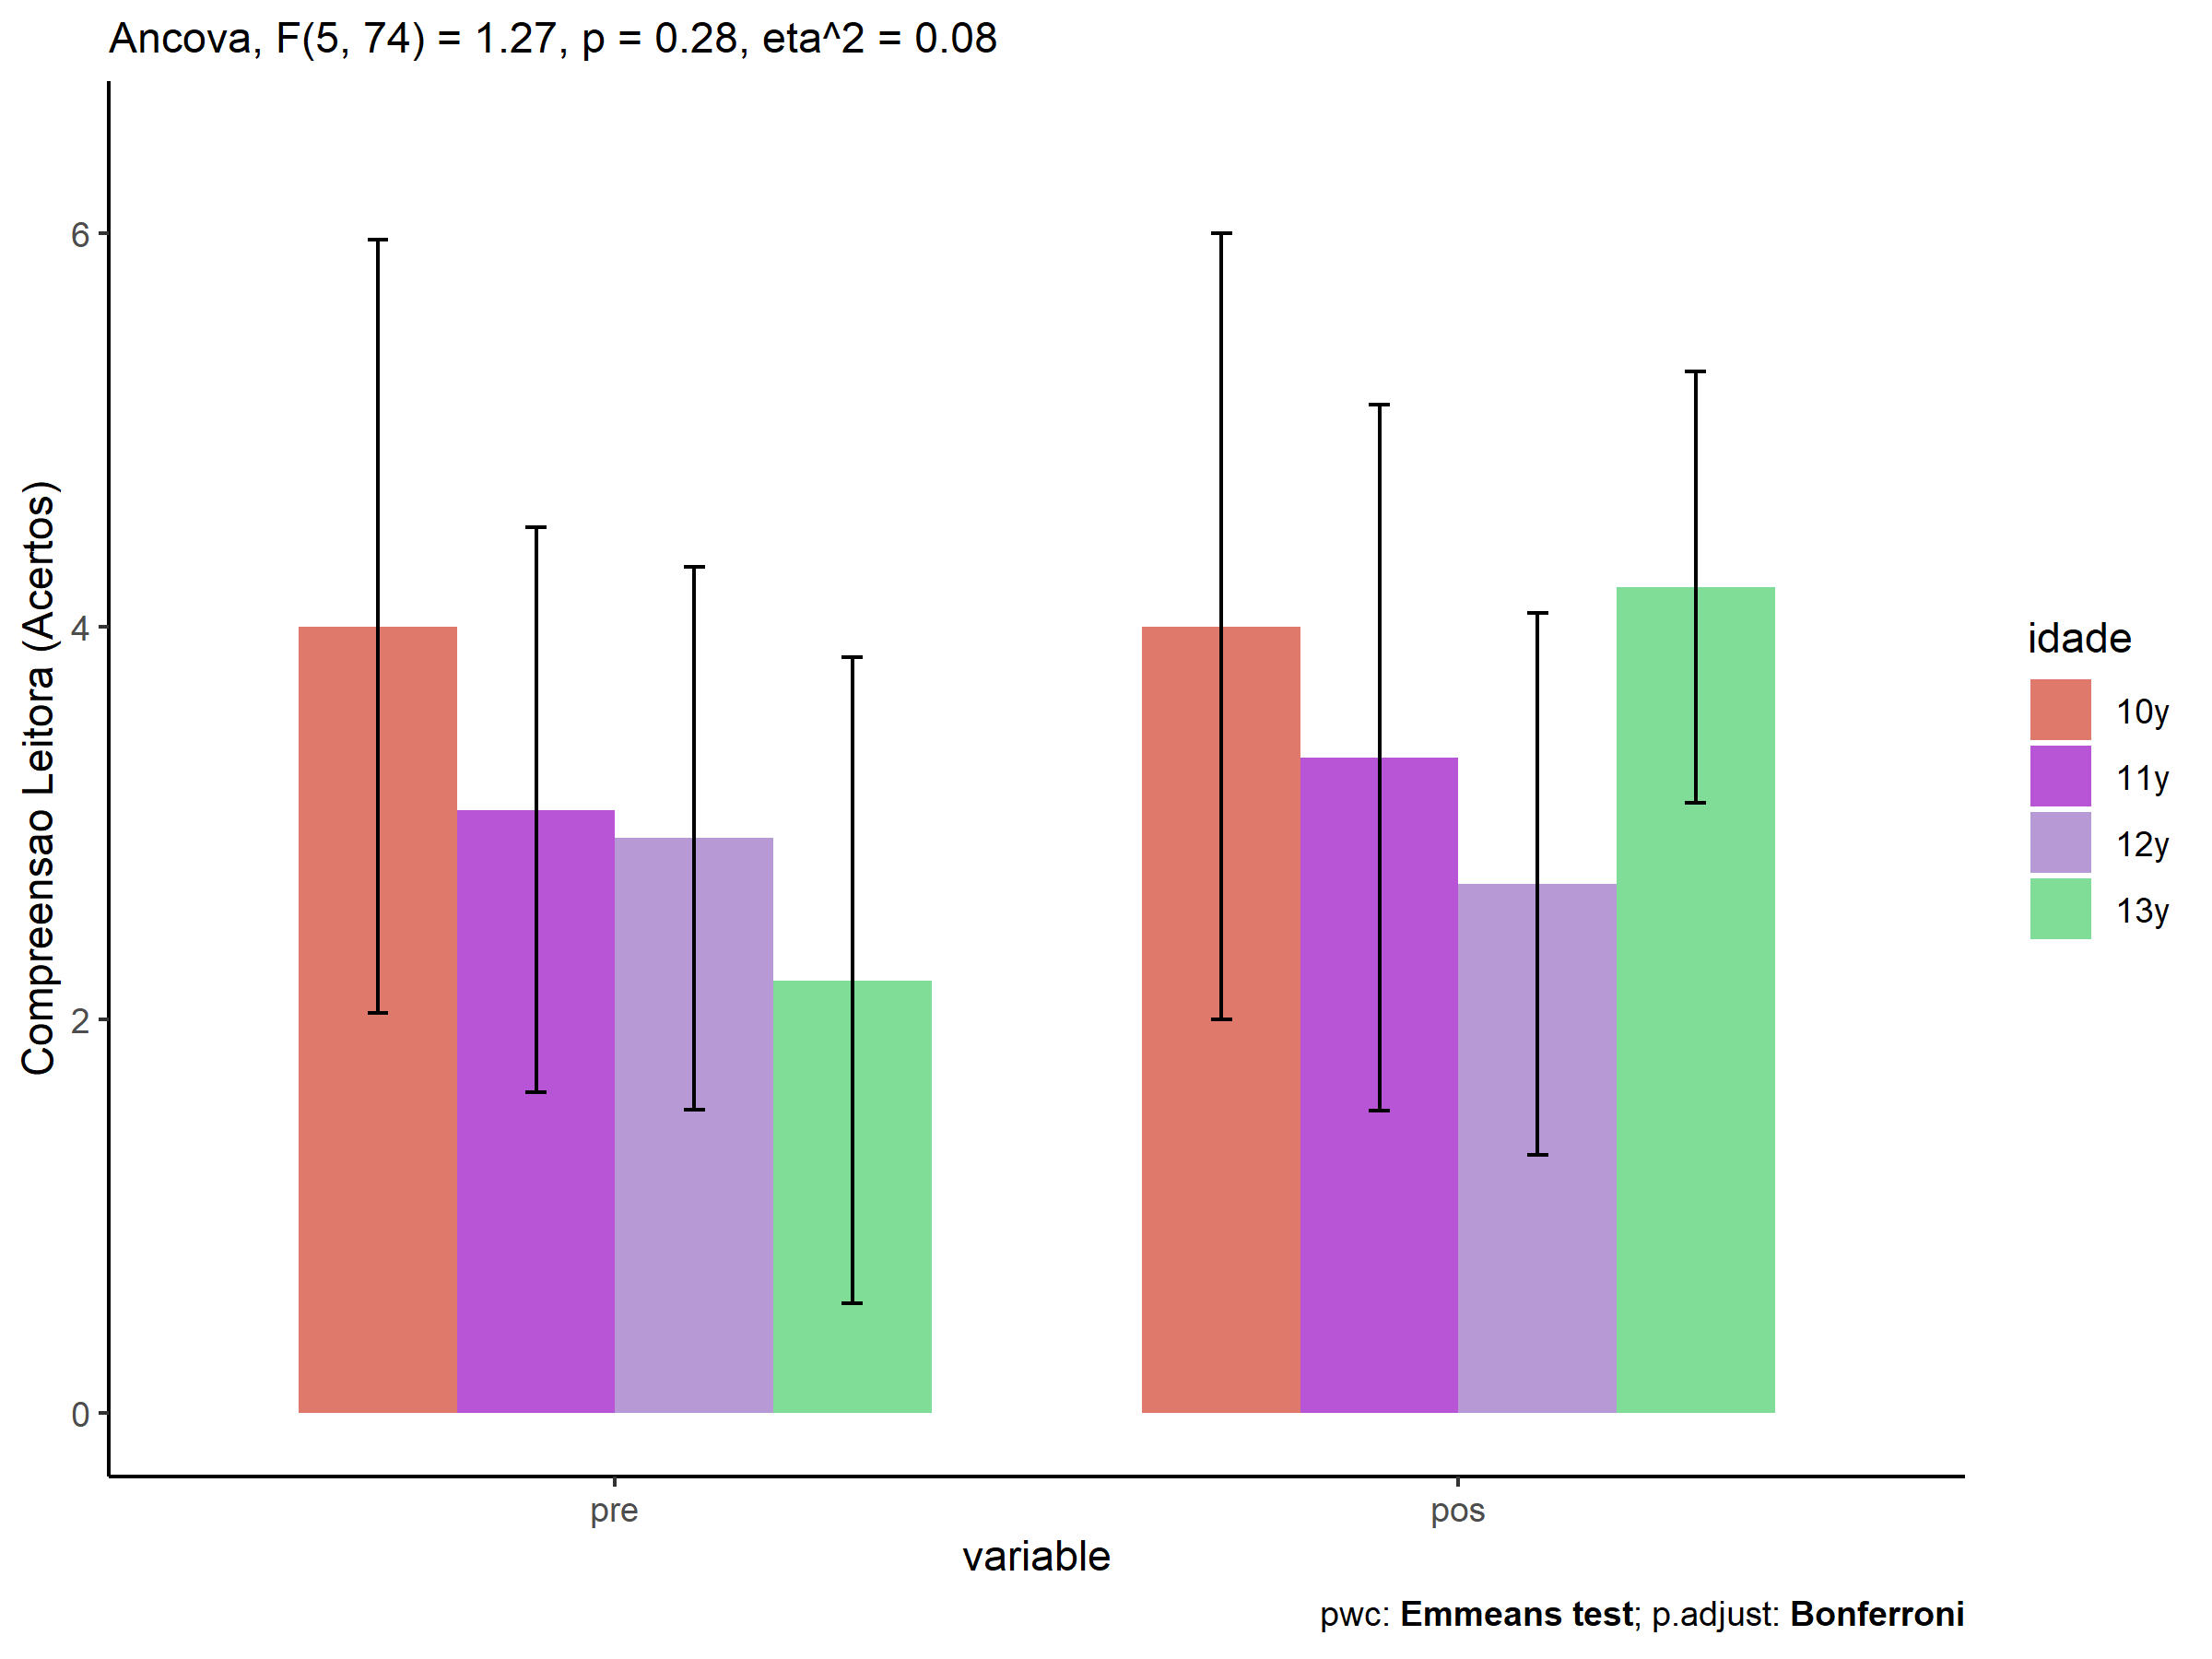 Ancova, F(5, 74) = 1.27, p = 0.28, eta^2 = 0.08
Compreensao Leitora (Acertos)
6
4
2
0
pre
pos
variable
idade
10y
11y
12y
13y
pwc: Emmeans test; p.adjust: Bonferroni